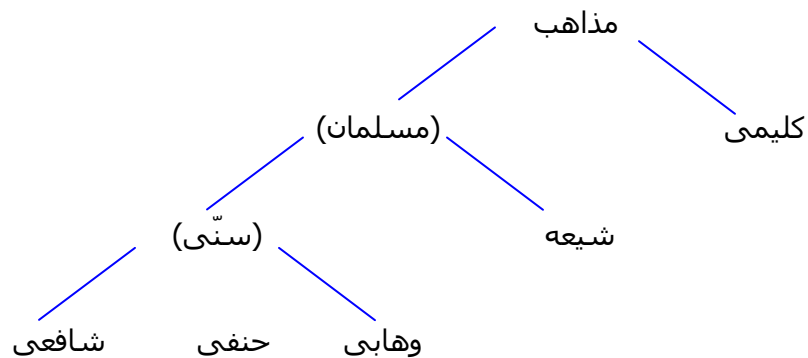 مذاهب
کلیمی
(مسلمان)
شیعه
(سنّی)
وهابی
حنفی
شافعی